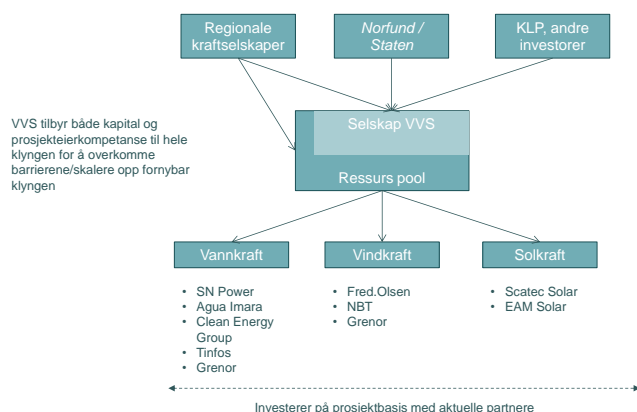 Regionale
kraftselskaper
Norfund /
Staten
KLP, andre
investorer
VVS tilbyr både kapital og
prosjekteierkompetanse til hele
klyngen for å overkomme
barrierene/skalere opp fornybar
klyngen
Selskap VVS
Ressurs pool
Vannkraft
Vindkraft
Solkraft
• SN Power
• Agua Imara
• Clean Energy
Group
• Tinfos
• Grenor
• Fred.Olsen
• NBT
• Grenor
• Scatec Solar
• EAM Solar
Investerer på prosjektbasis med aktuelle partnere